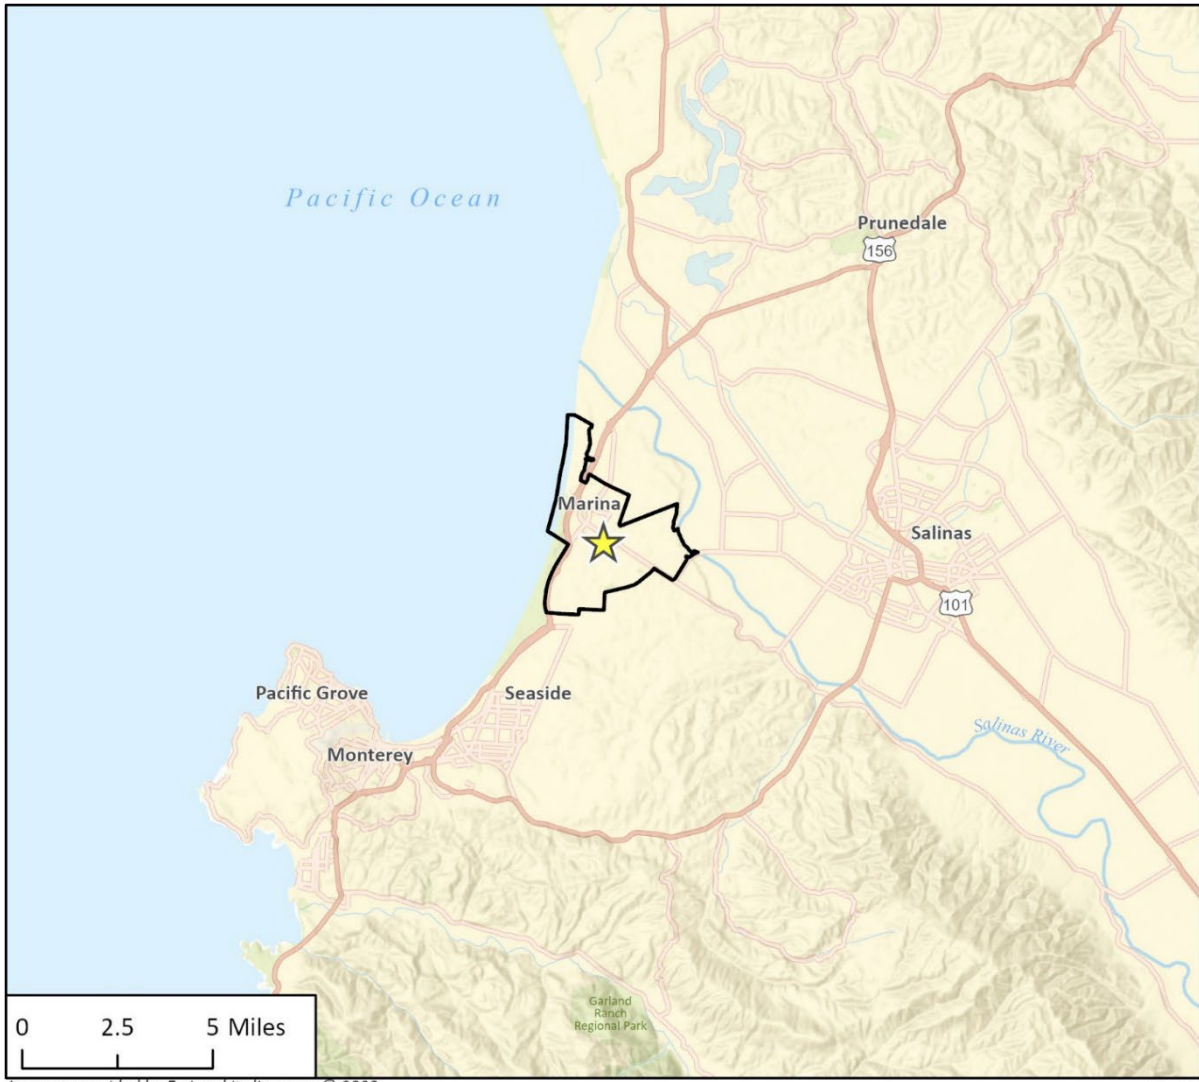 Pacific Ocean
Prunedale
156
Marina
Salinas
101
Pacific Grove
Seaside
Monterey
Salinas River
Garland
Ranch
Regional Park
0 2.5 5 Miles